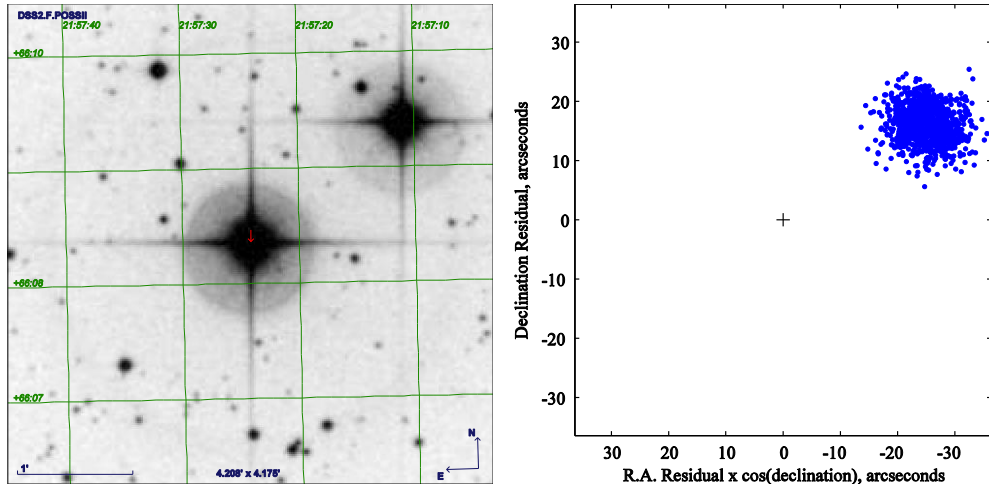 DSS2.F.POSSII
21:57:40
21:57:30
21:57:20
21:57:10
+66:10
+66:08
+66:07
1'
4.208' x 4.175'
N
E
Declination Residual, arcseconds
30
20
10
0
-10
-20
-30
30 20 10 0 -10 -20 -30
R.A. Residual x cos(declination), arcseconds